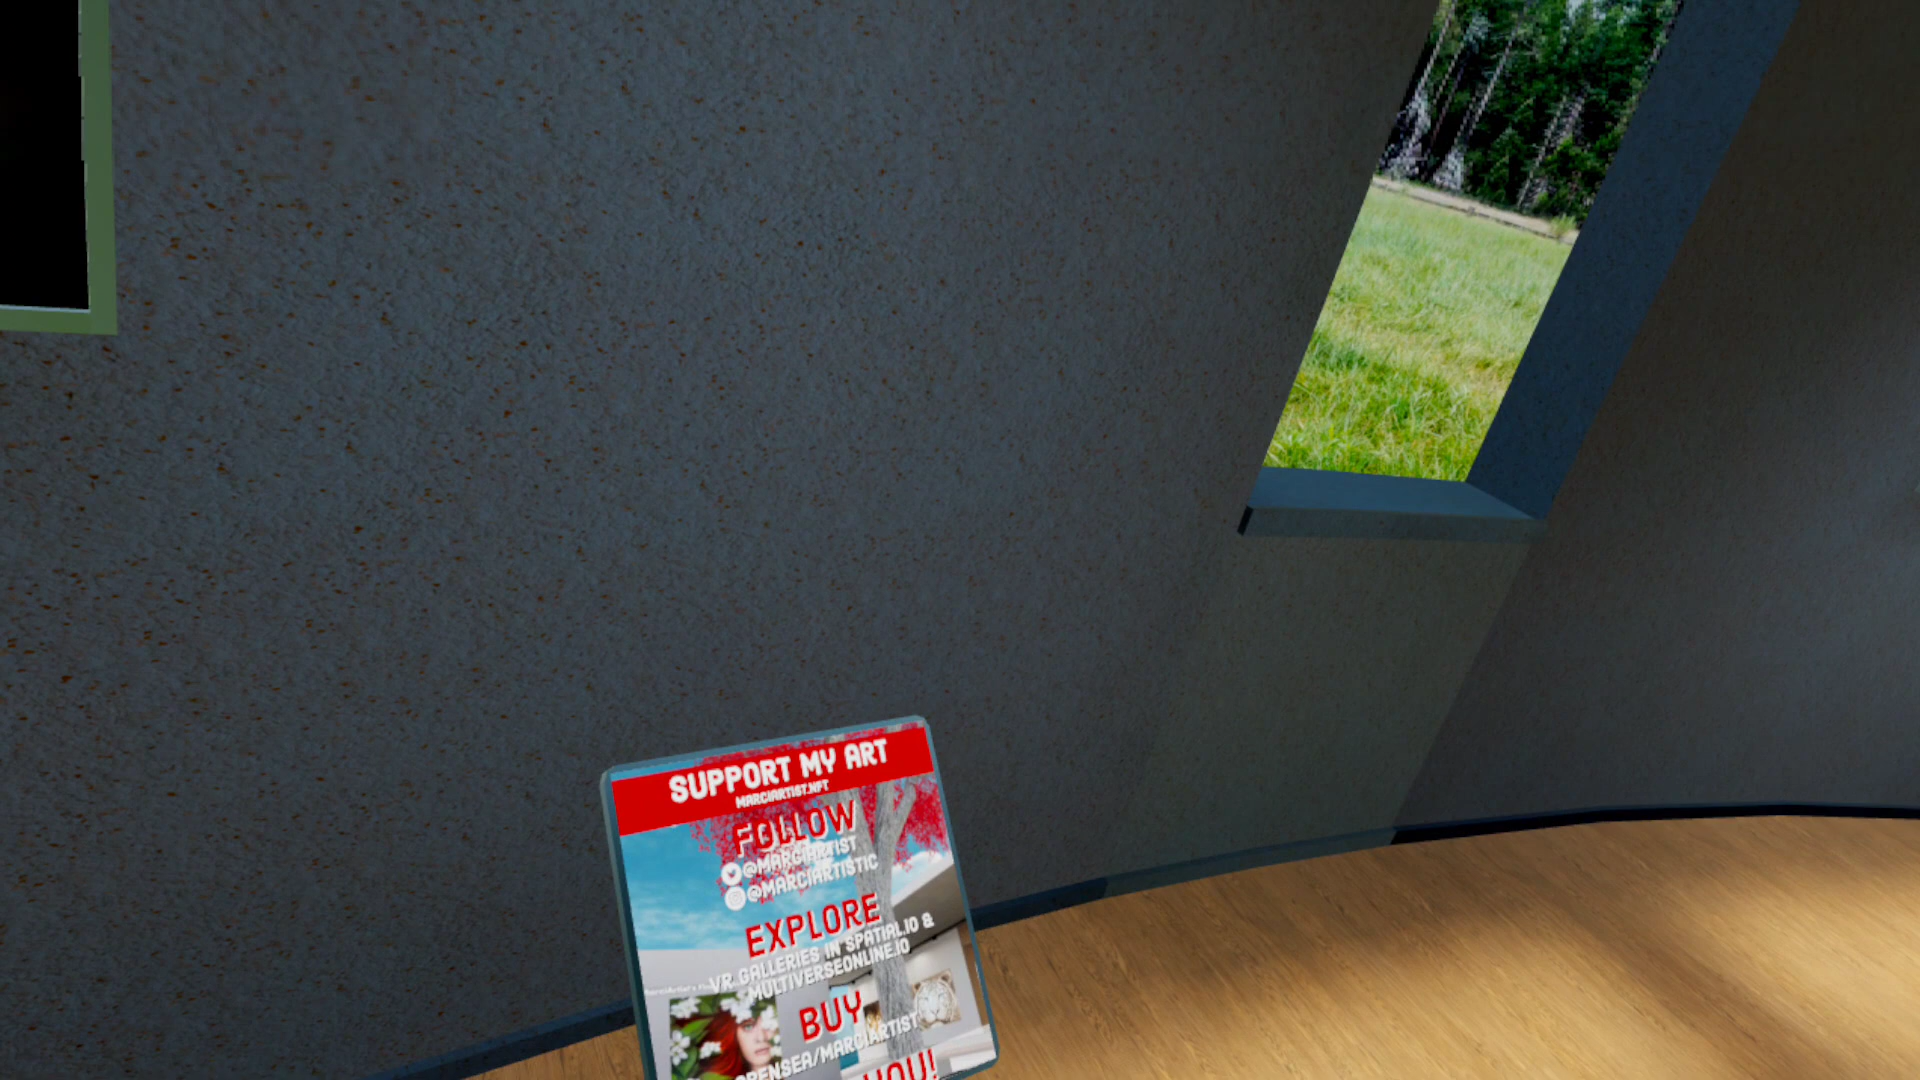 SUPPORT MY ART
MARCIARTIST.NFT
FOLLOW
@MARCIARTIST
@MARCIARTISTIC
EXPLORE
VR GALLERIES IN SPATIAL.IO &
MULTIVERSEONLINE.IO
BUY
OPENSEA/MARCIARTIST
YOU!